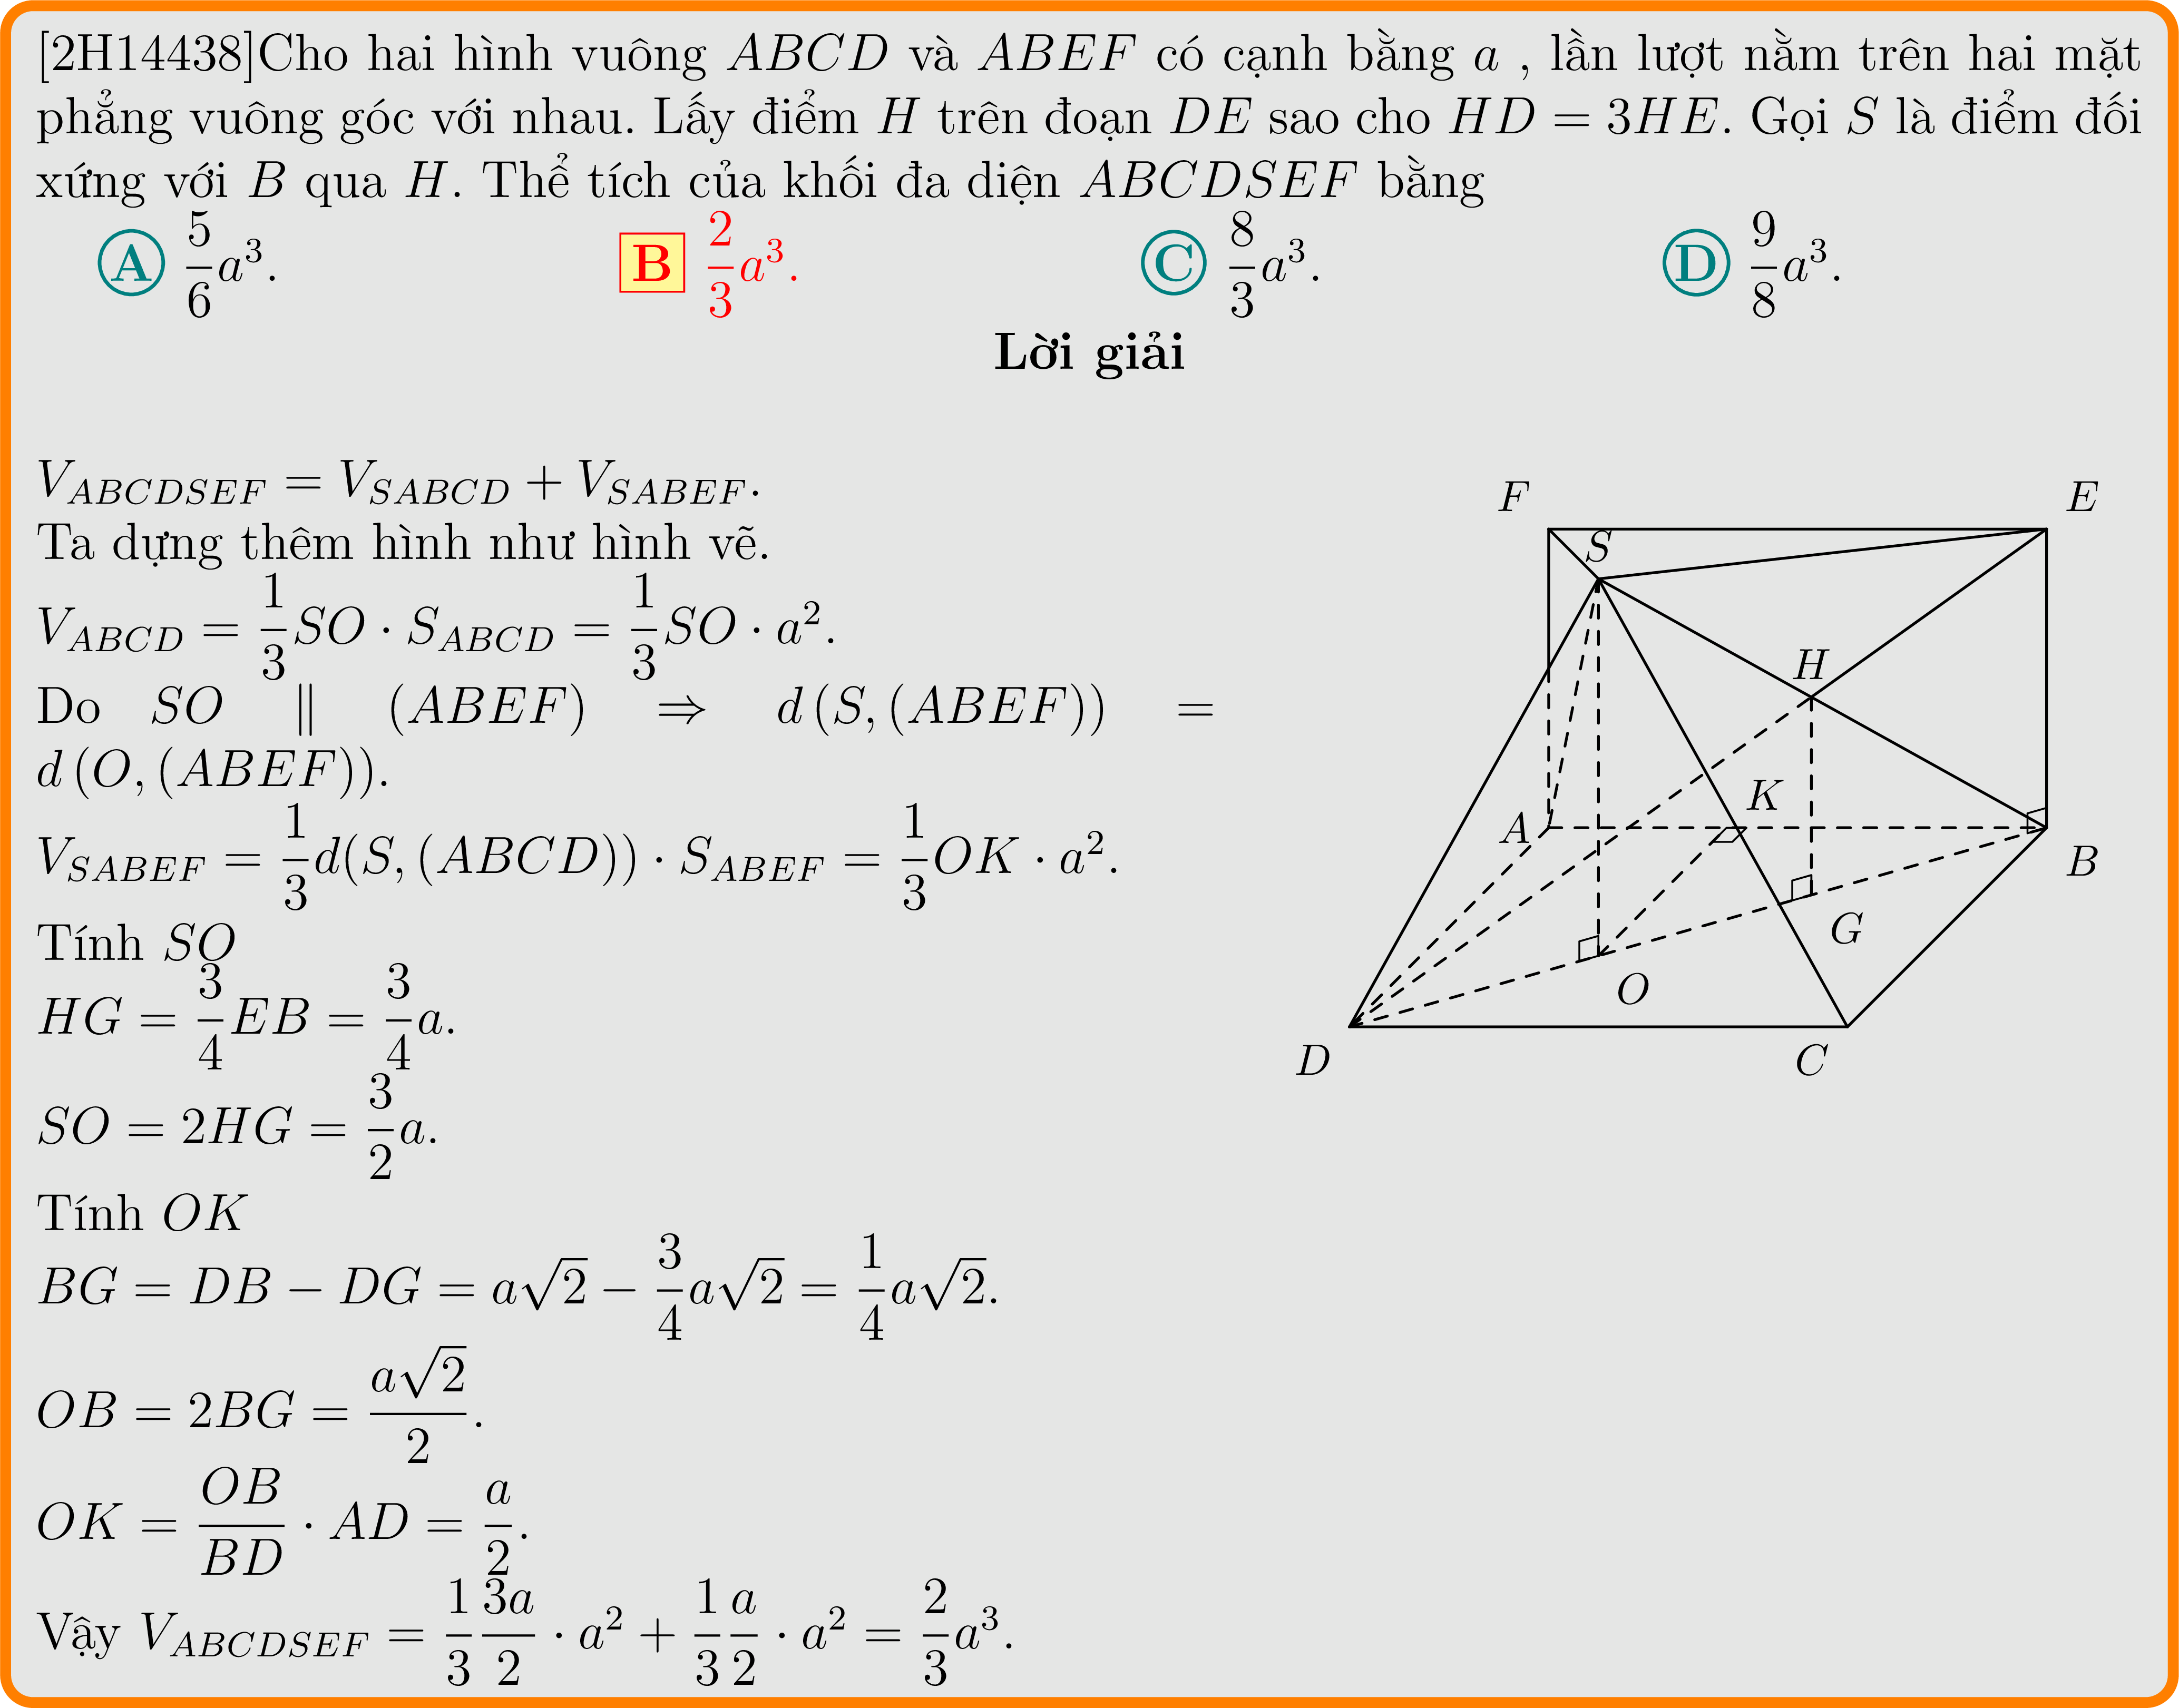 [2H14438]Cho hai hình vuông ABCD và ABEF có cạnh bằng a , lần lượt nằm trên hai mặt
phẳng vuông góc với nhau. Lấy điểm H trên đoạn DE sao cho HD = 3HE. Gọi S là điểm đối
xứng với B qua H. Thể tích của khối đa diện ABCDSEF bằng
A $\frac{5}{6}a^3$. B $\frac{2}{3}a^3$. C $\frac{8}{3}a^3$. D $\frac{9}{8}a^3$.
Lời giải
$V_{ABCDSEF} = V_{SABCD} + V_{SABEF}$.
Ta dựng thêm hình như hình vẽ.
$V_{ABCD} = \frac{1}{3}SO \cdot S_{ABCD} = \frac{1}{3}SO \cdot a^2$.
Do SO ∥ (ABEF) ⇒ d (S, (ABEF)) =
d (O, (ABEF)).
$V_{SABEF} = \frac{1}{3}d(S, (ABCD)) \cdot S_{ABEF} = \frac{1}{3}OK \cdot a^2$.
Tính SO
$HG = \frac{3}{4}EB = \frac{3}{4}a$.
$SO = 2HG = \frac{3}{2}a$.
Tính OK
$BG = DB - DG = a\sqrt{2} - \frac{3}{4}a\sqrt{2} = \frac{1}{4}a\sqrt{2}$.
$OB = 2BG = \frac{a\sqrt{2}}{2}$.
$OK = \frac{OB}{BD} \cdot AD = \frac{a}{2}$.
Vậy $V_{ABCDSEF} = \frac{1}{3}\frac{3a}{2} \cdot a^2 + \frac{1}{3}\frac{a}{2} \cdot a^2 = \frac{2}{3}a^3$.
F
E
S
H
K
A
B
G
O
D
C